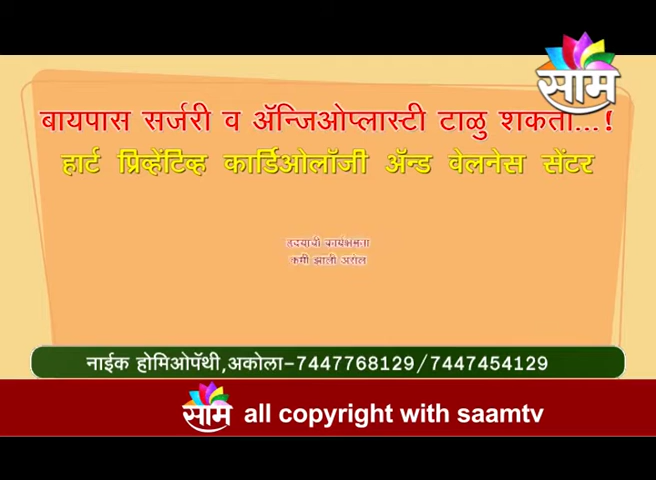 साम
बायपास सर्जरी व ॲन्जिओप्लास्टी टाळु शकता...!
हार्ट प्रिव्हेंटिव्ह कार्डिओलॉजी ॲन्ड वेलनेस सेंटर
हृदयाची कार्यक्षमता
कमी झाली असेल
नाईक होमिओपॅथी,अकोला-7447768129/7447454129
साम all copyright with saamtv